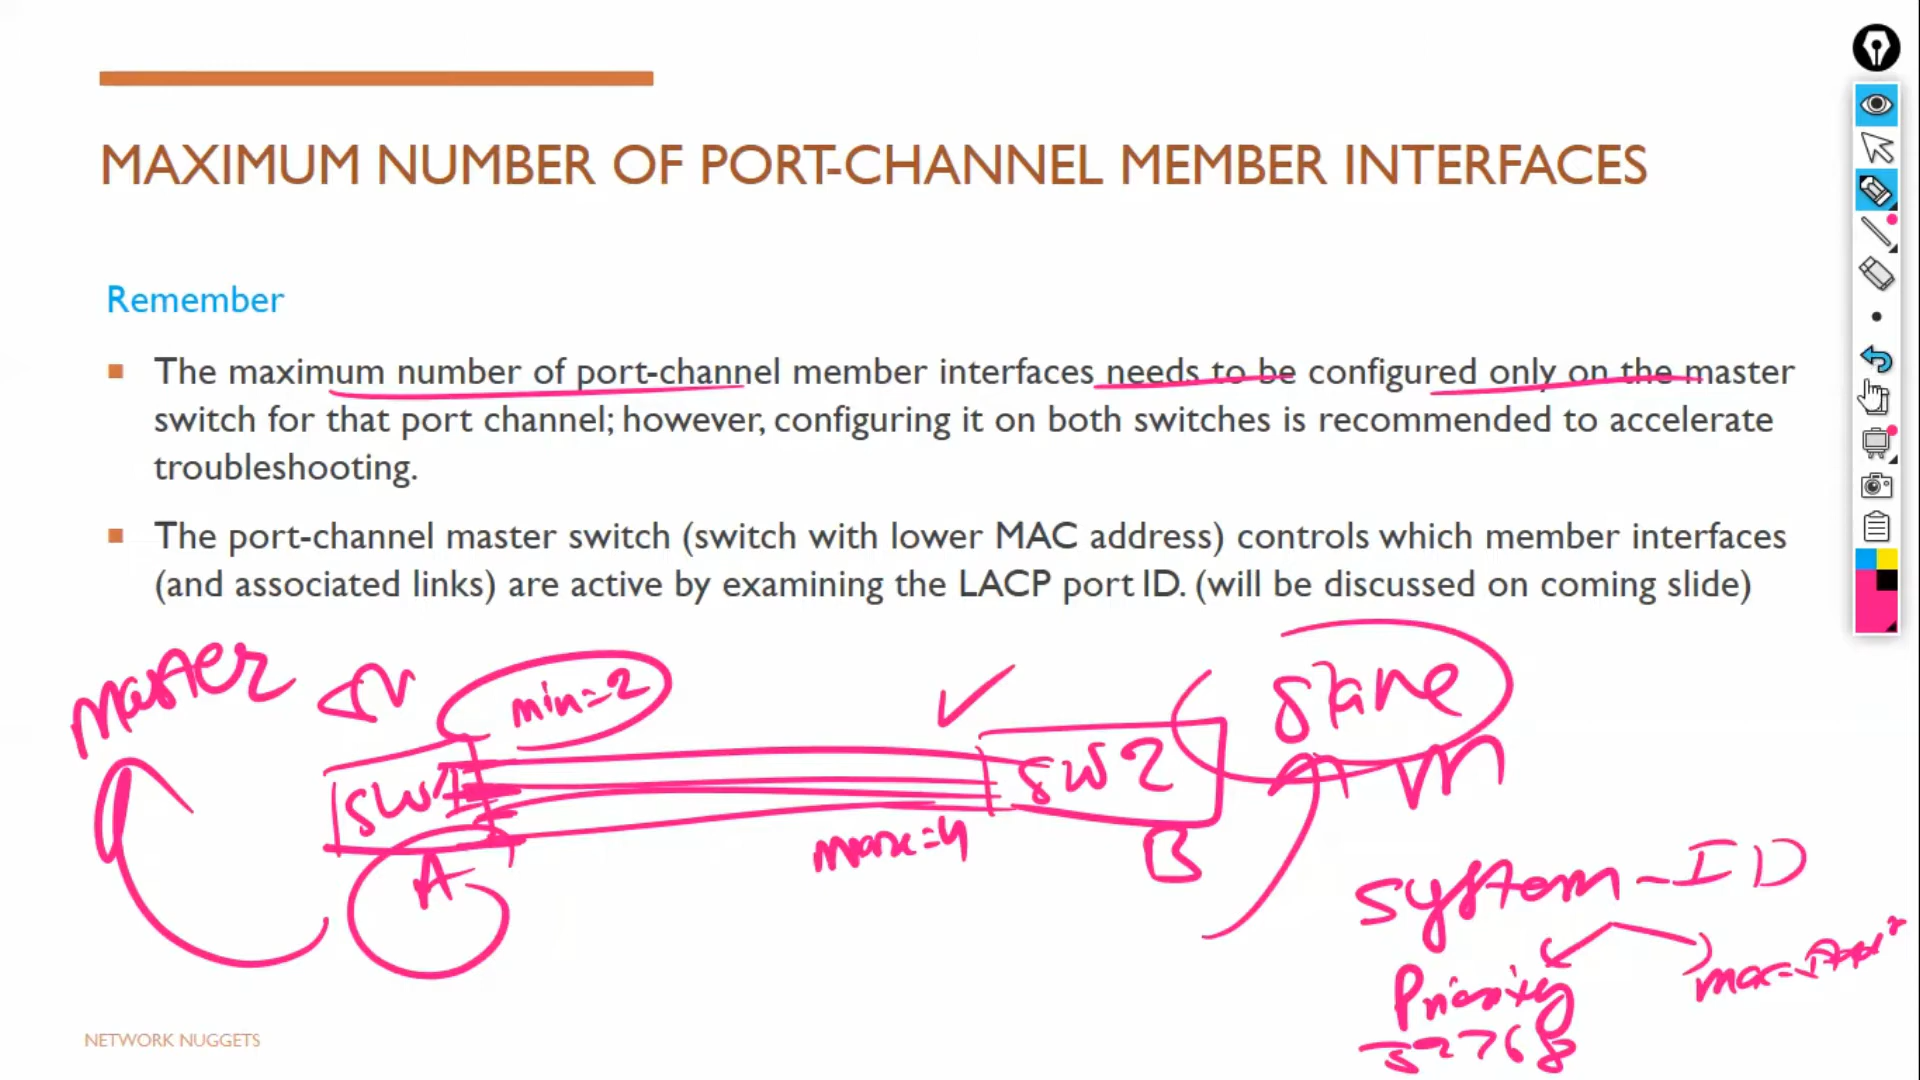 MAXIMUM NUMBER OF PORT-CHANNEL MEMBER INTERFACES
Remember
The maximum number of port-channel member interfaces needs to be configured only on the master
switch for that port channel; however, configuring it on both switches is recommended to accelerate
troubleshooting.
The port-channel master switch (switch with lower MAC address) controls which member interfaces
(and associated links) are active by examining the LACP port ID. (will be discussed on coming slide)
Master
min=2
SW1
SW2
max=4
A
B
System-ID
Priority
32768
NETWORK NUGGETS